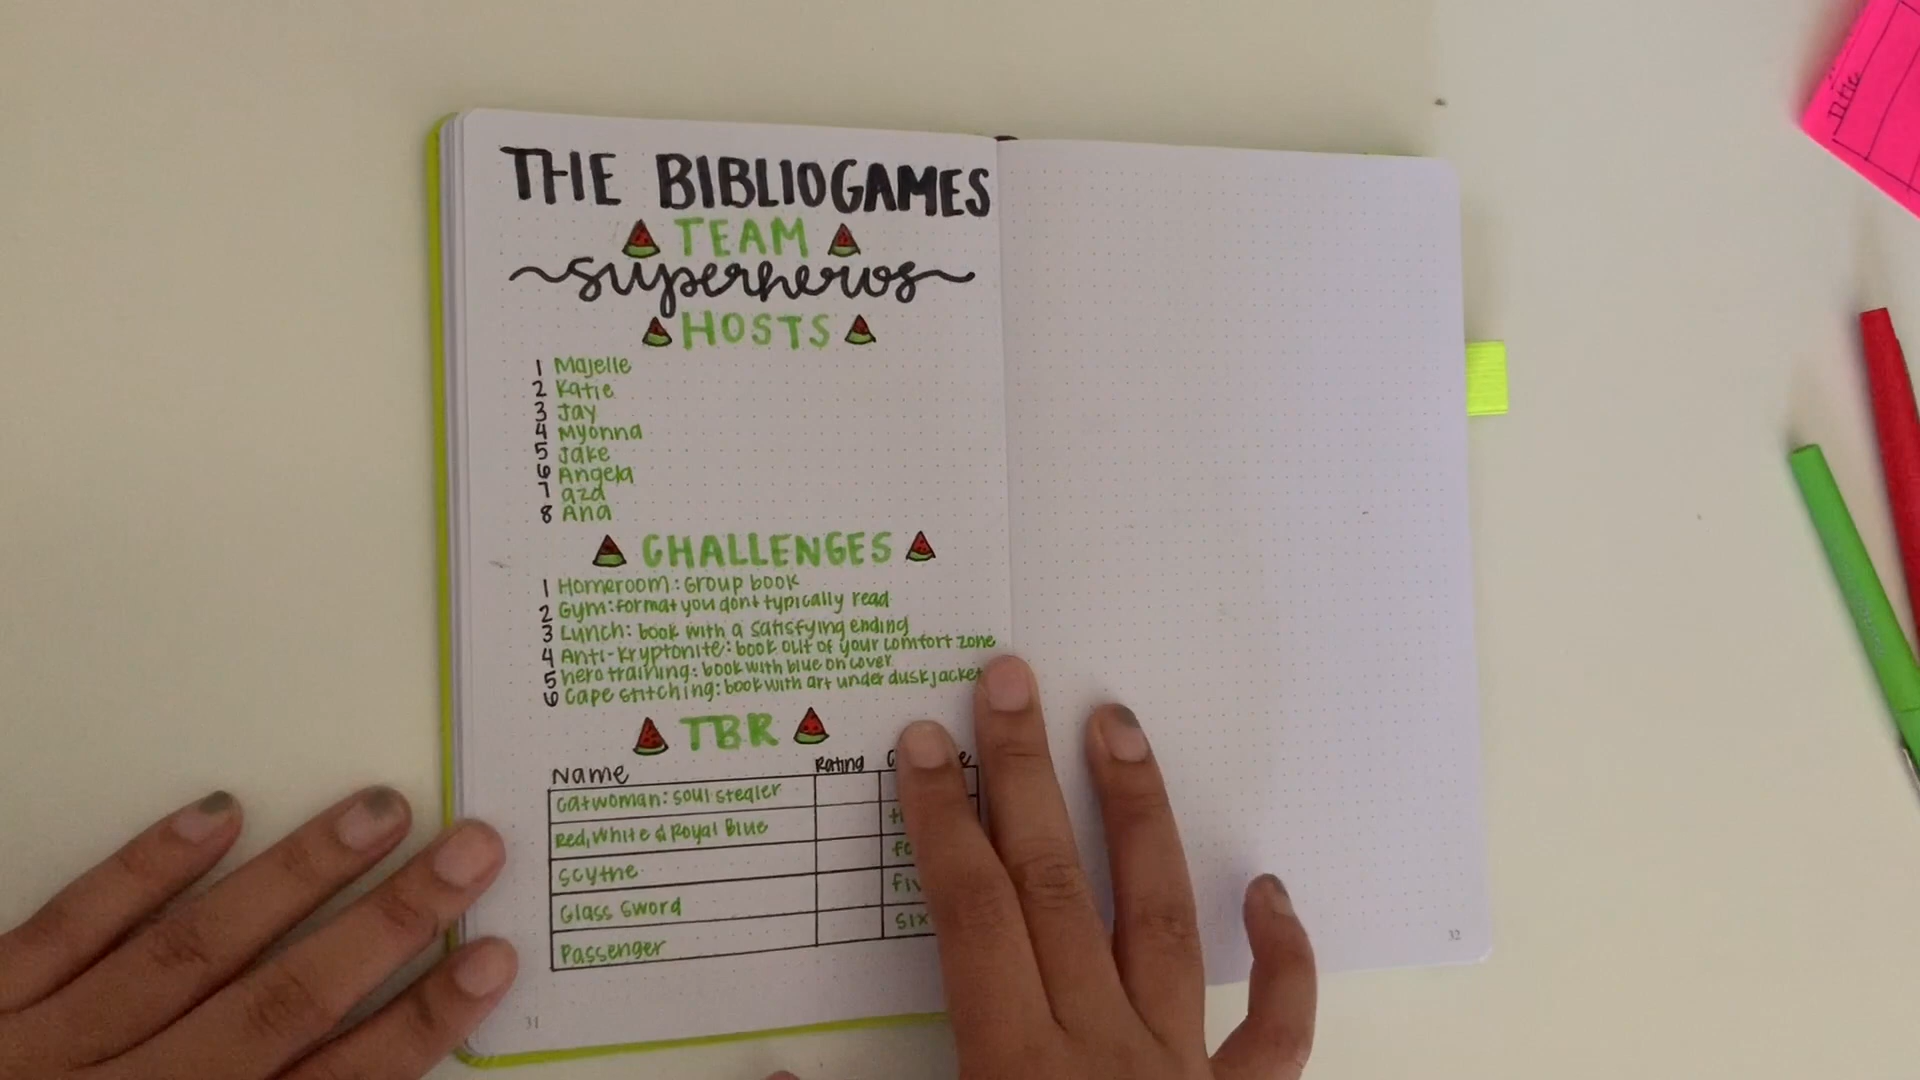 THE BIBLIOGAMES
TEAM
superheros
HOSTS
1 Majelle
2 Katie
3 Jay
4 Myonna
5 Jake
6 Angela
7 aza
8 Ana
CHALLENGES
1 Homeroom: Group book
2 Gym: format you dont typically read
3 Lunch: book with a satisfying ending
4 Anti-kryptonite: book out of your comfort zone
5 hero training: book with blue on cover
6 cape stitching: book with art under dusk jacket
TBR
Name Rating
Catwoman: soul stealer
Red, White & Royal Blue
Scythe
Glass Sword
Passenger six
31
32
Title